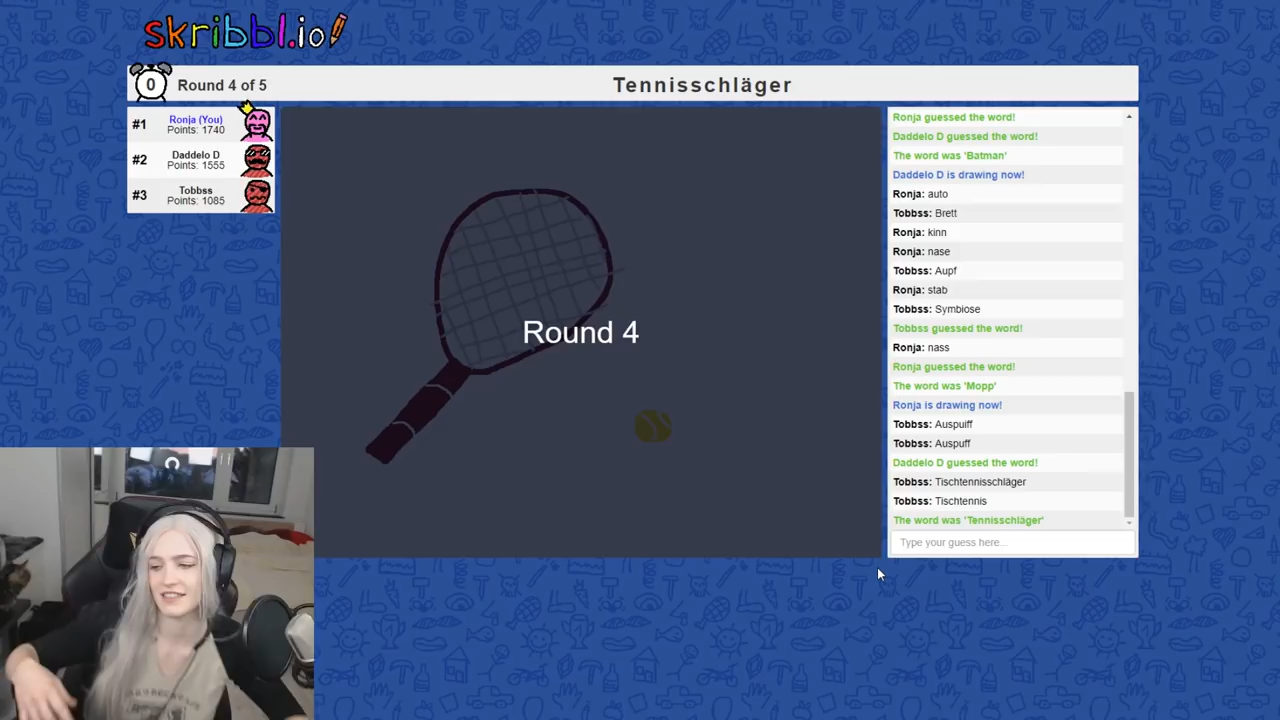 skribbl.io
0
Round 4 of 5
Tennisschläger
#1
Ronja (You)
Points: 1740
#2
Daddelo D
Points: 1555
#3
Tobbss
Points: 1085
Round 4
Ronja guessed the word!
Daddelo D guessed the word!
The word was 'Batman'
Daddelo D is drawing now!
Ronja: auto
Tobbss: Brett
Ronja: kinn
Ronja: nase
Tobbss: Aupf
Ronja: stab
Tobbss: Symbiose
Tobbss guessed the word!
Ronja: nass
Ronja guessed the word!
The word was 'Mopp'
Ronja is drawing now!
Tobbss: Auspuiff
Tobbss: Auspuff
Daddelo D guessed the word!
Tobbss: Tischtennisschläger
Tobbss: Tischtennis
The word was 'Tennisschläger'
Type your guess here...